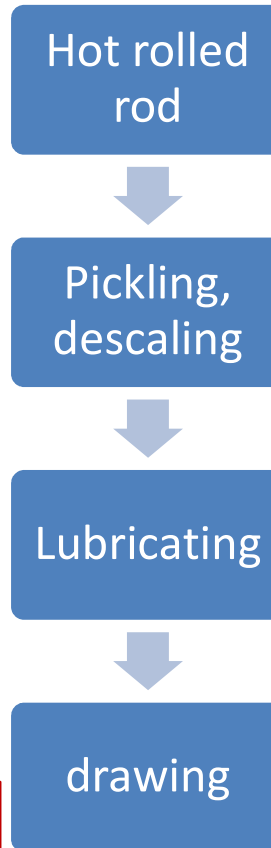 Hot rolled
rod
Pickling,
descaling
Lubricating
drawing